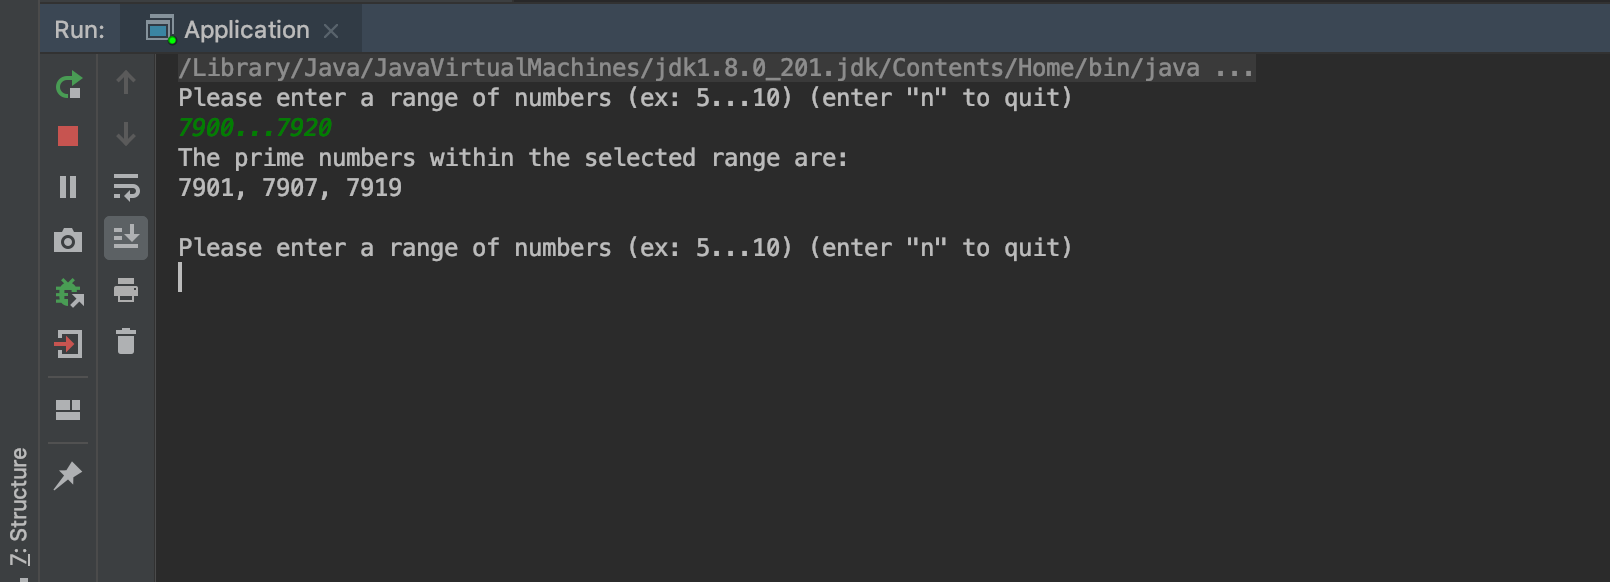 Run: Application
/Library/Java/JavaVirtualMachines/jdk1.8.0_201.jdk/Contents/Home/bin/java ...
Please enter a range of numbers (ex: 5...10) (enter "n" to quit)
7900...7920
The prime numbers within the selected range are:
7901, 7907, 7919
Please enter a range of numbers (ex: 5...10) (enter "n" to quit)
7: Structure